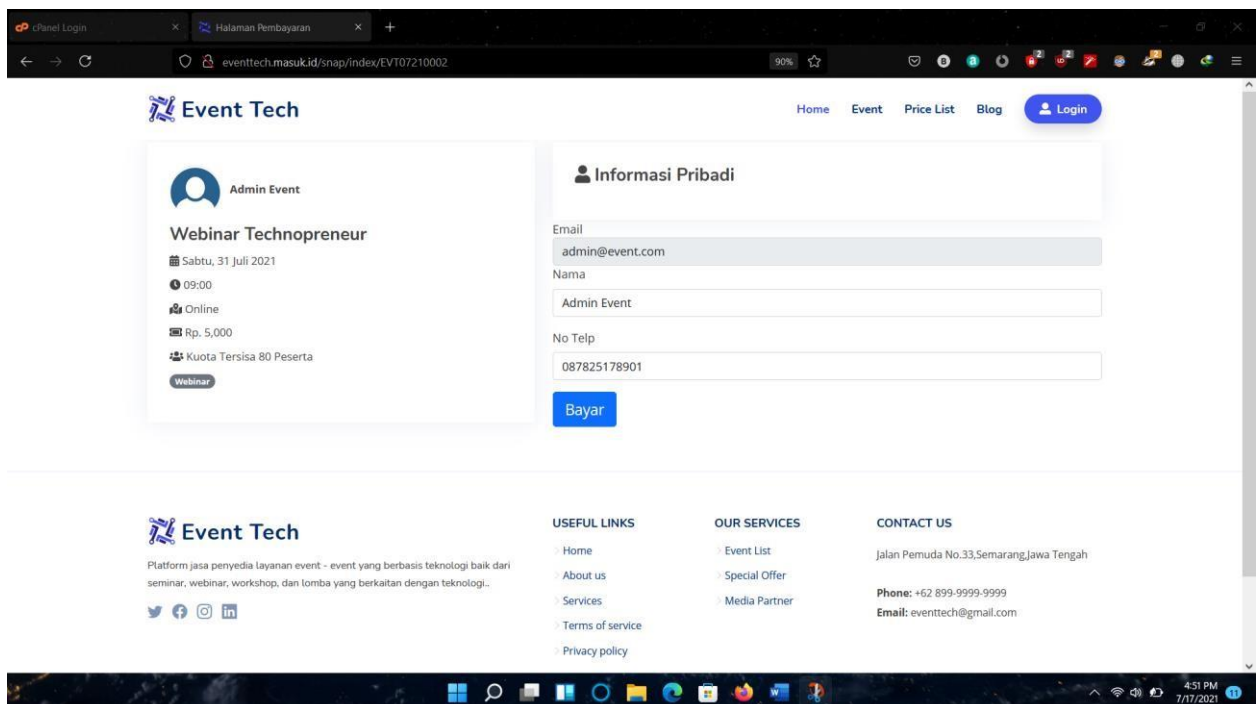 cPanel Login
Halaman Pembayaran
eventtech.masuk.id/snap/index/EVT07210002
90%
Event Tech
Home Event Price List Blog Login
Admin Event
Webinar Technopreneur
Sabtu, 31 Juli 2021
09:00
Online
Rp. 5,000
Kuota Tersisa 80 Peserta
Webinar
Informasi Pribadi
Email
admin@event.com
Nama
Admin Event
No Telp
087825178901
Bayar
Event Tech
Platform jasa penyedia layanan event - event yang berbasis teknologi baik dari
seminar, webinar, workshop, dan lomba yang berkaitan dengan teknologi..
USEFUL LINKS
Home
About us
Services
Terms of service
Privacy policy
OUR SERVICES
Event List
Special Offer
Media Partner
CONTACT US
Jalan Pemuda No.33,Semarang,Jawa Tengah
Phone: +62 899-9999-9999
Email: eventtech@gmail.com
4:51 PM
7/17/2021
11